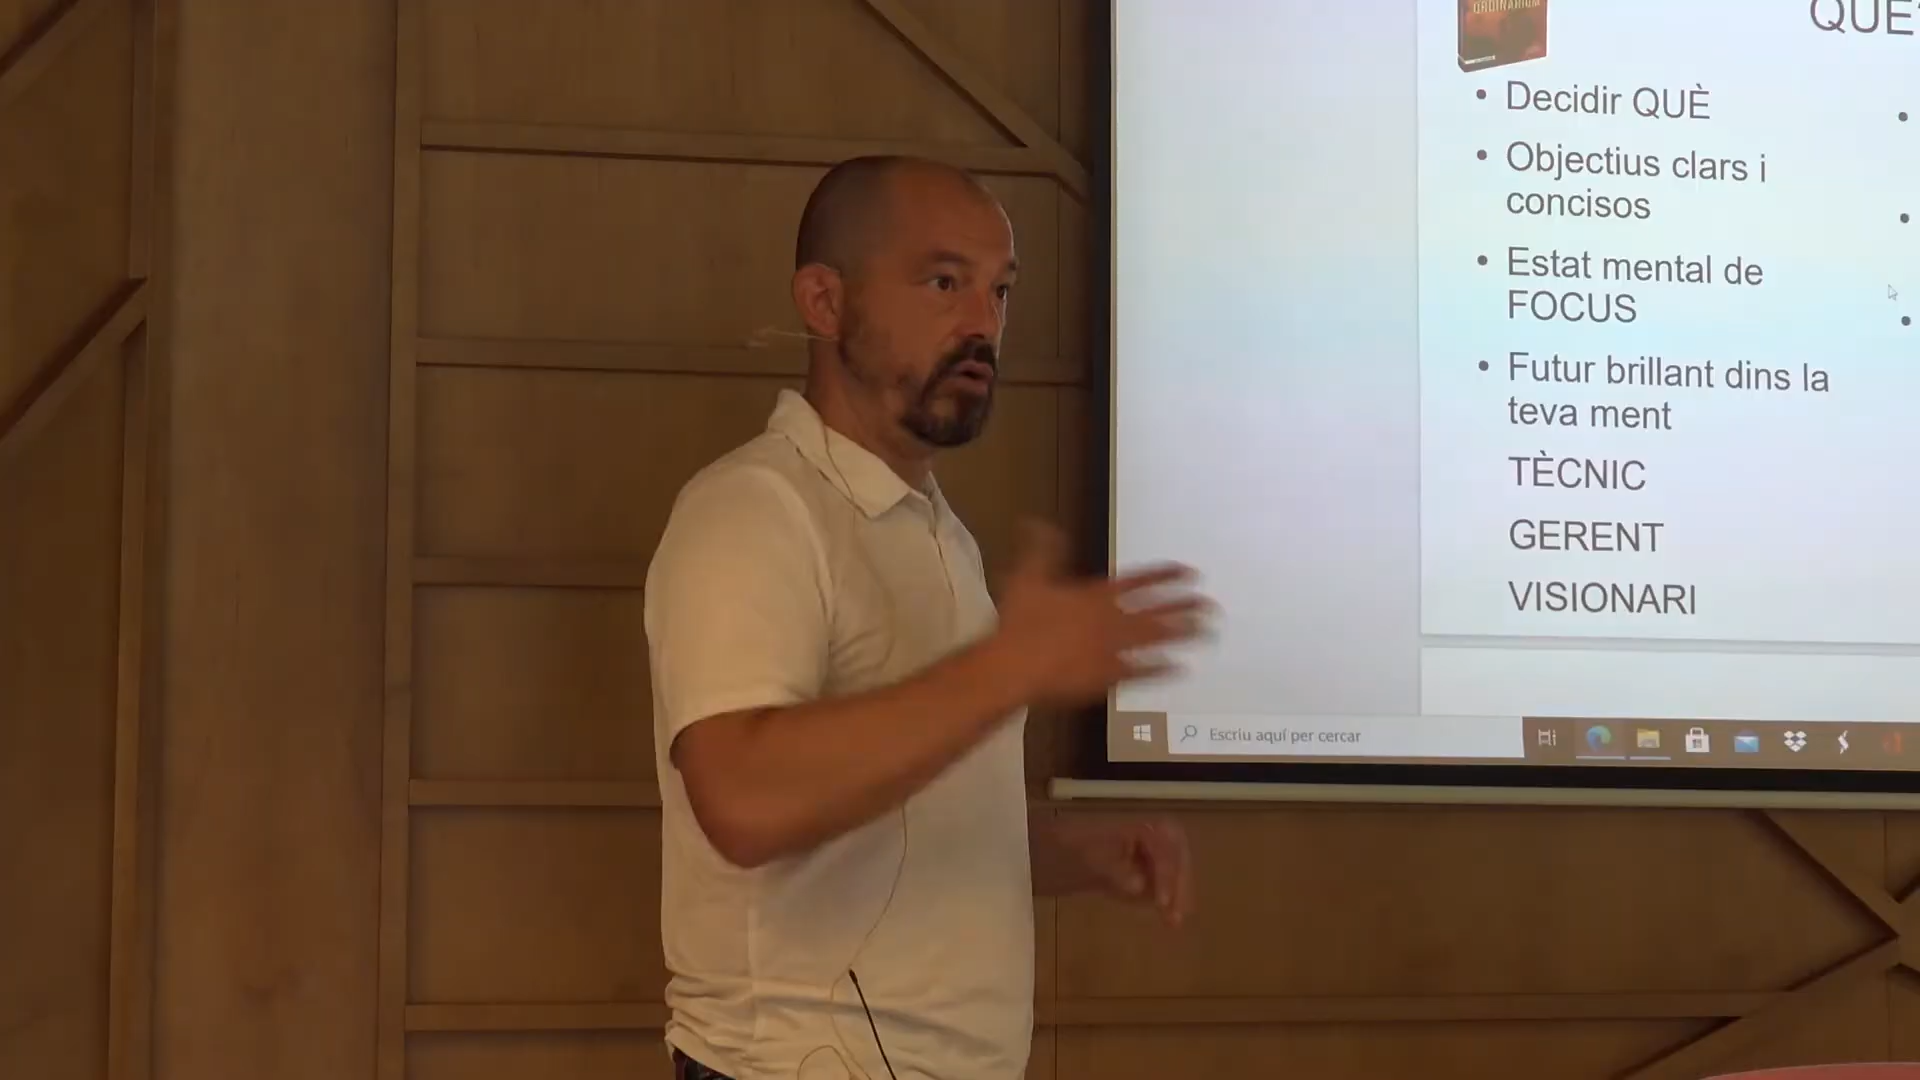 ORDINARIUM
QUÈ
• Decidir QUÈ
• Objectius clars i
concisos
• Estat mental de
FOCUS
• Futur brillant dins la
teva ment
TÈCNIC
GERENT
VISIONARI
Escriu aquí per cercar